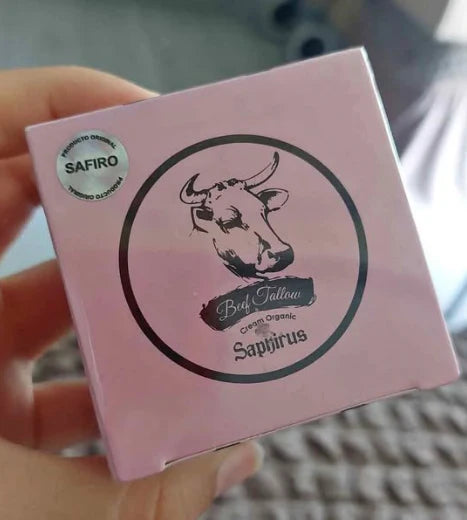 PRODUCTO ORIGINAL
SAFIRO
PRODUCTO ORIGINAL
Beef Tallow
Cream Organic
Saphirus